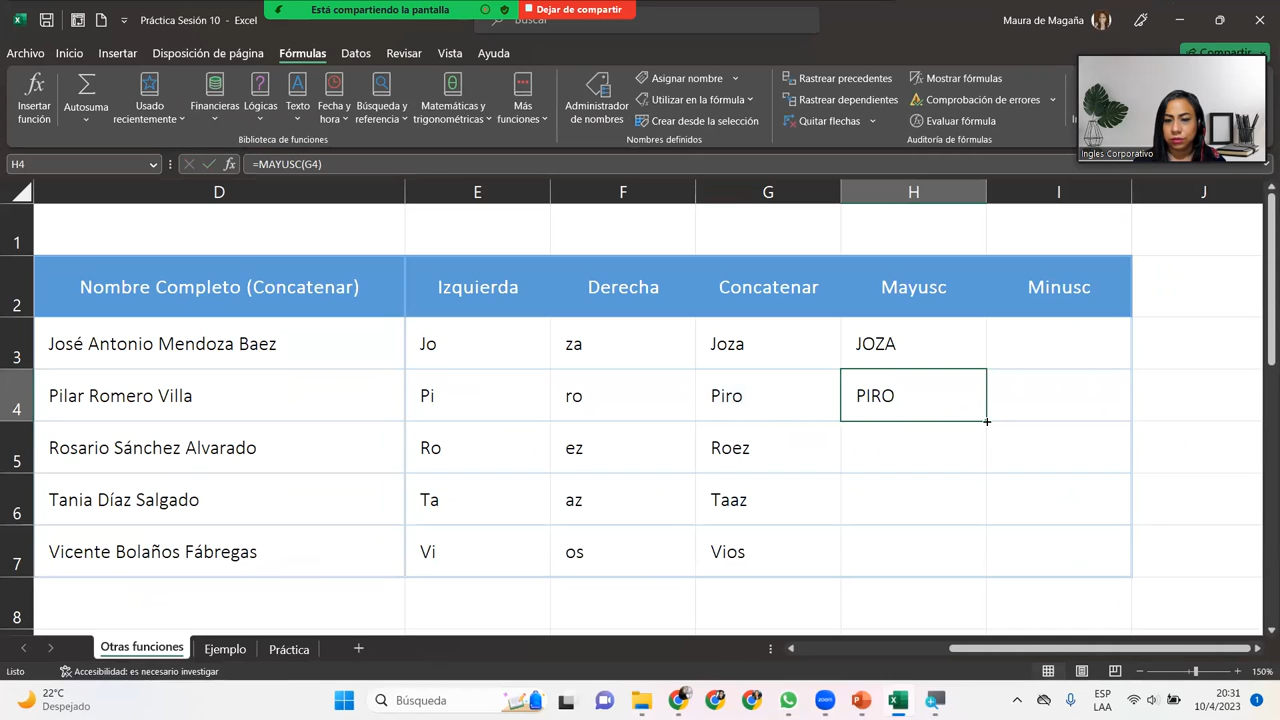 Está compartiendo la pantalla
Dejar de compartir
Práctica Sesión 10 - Excel
Buscar
Maura de Magaña
Archivo Inicio Insertar Disposición de página Fórmulas Datos Revisar Vista Ayuda
Compartir
Insertar función
Autosuma
Usado recientemente
Financieras
Lógicas
Texto
Fecha y hora
Búsqueda y referencia
Matemáticas y trigonométricas
Más funciones
Biblioteca de funciones
Administrador de nombres
Asignar nombre
Utilizar en la fórmula
Crear desde la selección
Nombres definidos
Rastrear precedentes
Rastrear dependientes
Quitar flechas
Mostrar fórmulas
Comprobación de errores
Evaluar fórmula
Auditoría de fórmulas
Ingles Corporativo
H4 fx =MAYUSC(G4)
D E F G H I J
1
2 Nombre Completo (Concatenar) Izquierda Derecha Concatenar Mayusc Minusc
3 José Antonio Mendoza Baez Jo za Joza JOZA
4 Pilar Romero Villa Pi ro Piro PIRO
5 Rosario Sánchez Alvarado Ro ez Roez
6 Tania Díaz Salgado Ta az Taaz
7 Vicente Bolaños Fábregas Vi os Vios
8
Otras funciones Ejemplo Práctica
Listo Accesibilidad: es necesario investigar 150%
22°C
Despejado
Búsqueda
ESP
LAA
20:31
10/4/2023